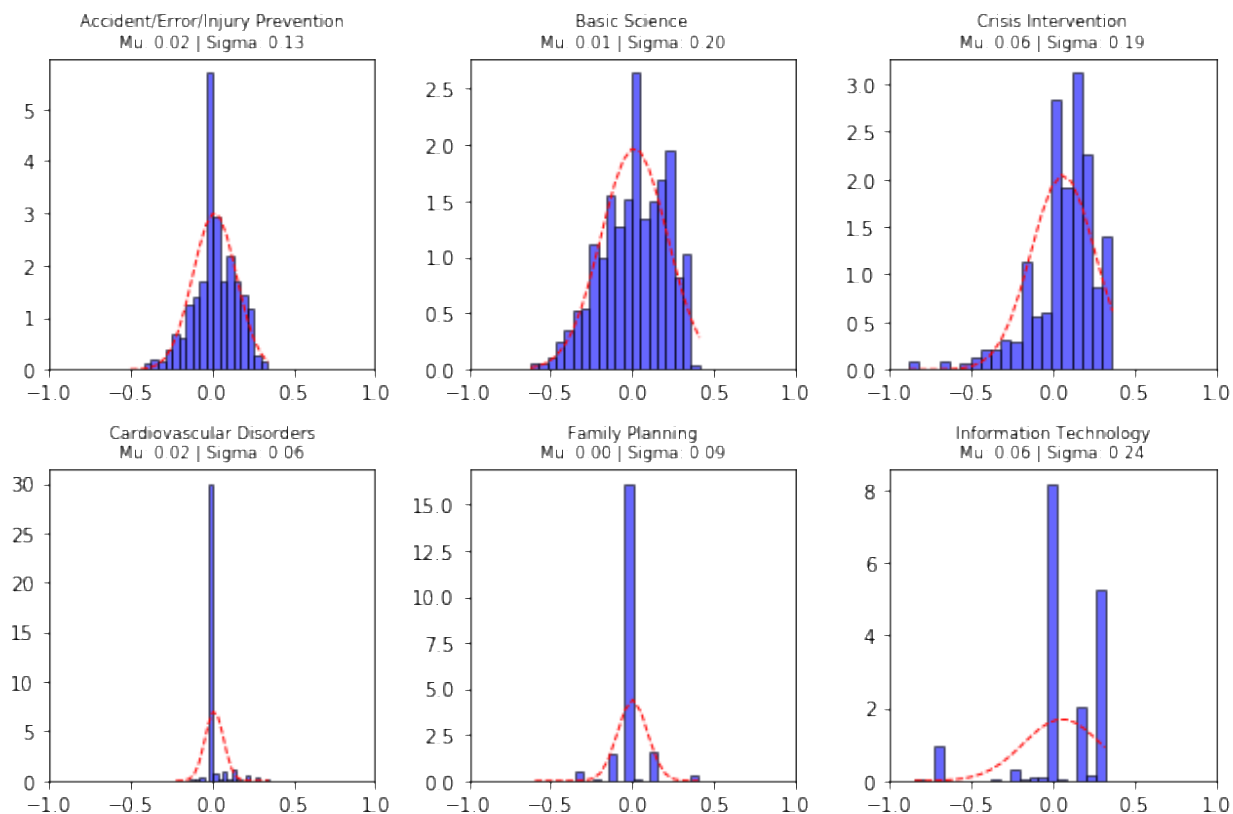 Accident/Error/Injury Prevention
Mu: 0.02 | Sigma: 0.13
5
4
3
2
1
0
−1.0 −0.5 0.0 0.5 1.0
Basic Science
Mu: 0.01 | Sigma: 0.20
2.5
2.0
1.5
1.0
0.5
0.0
−1.0 −0.5 0.0 0.5 1.0
Crisis Intervention
Mu: 0.06 | Sigma: 0.19
3.0
2.5
2.0
1.5
1.0
0.5
0.0
−1.0 −0.5 0.0 0.5 1.0
Cardiovascular Disorders
Mu: 0.02 | Sigma: 0.06
30
25
20
15
10
5
0
−1.0 −0.5 0.0 0.5 1.0
Family Planning
Mu: 0.00 | Sigma: 0.09
15.0
12.5
10.0
7.5
5.0
2.5
0.0
−1.0 −0.5 0.0 0.5 1.0
Information Technology
Mu: 0.06 | Sigma: 0.24
8
6
4
2
0
−1.0 −0.5 0.0 0.5 1.0